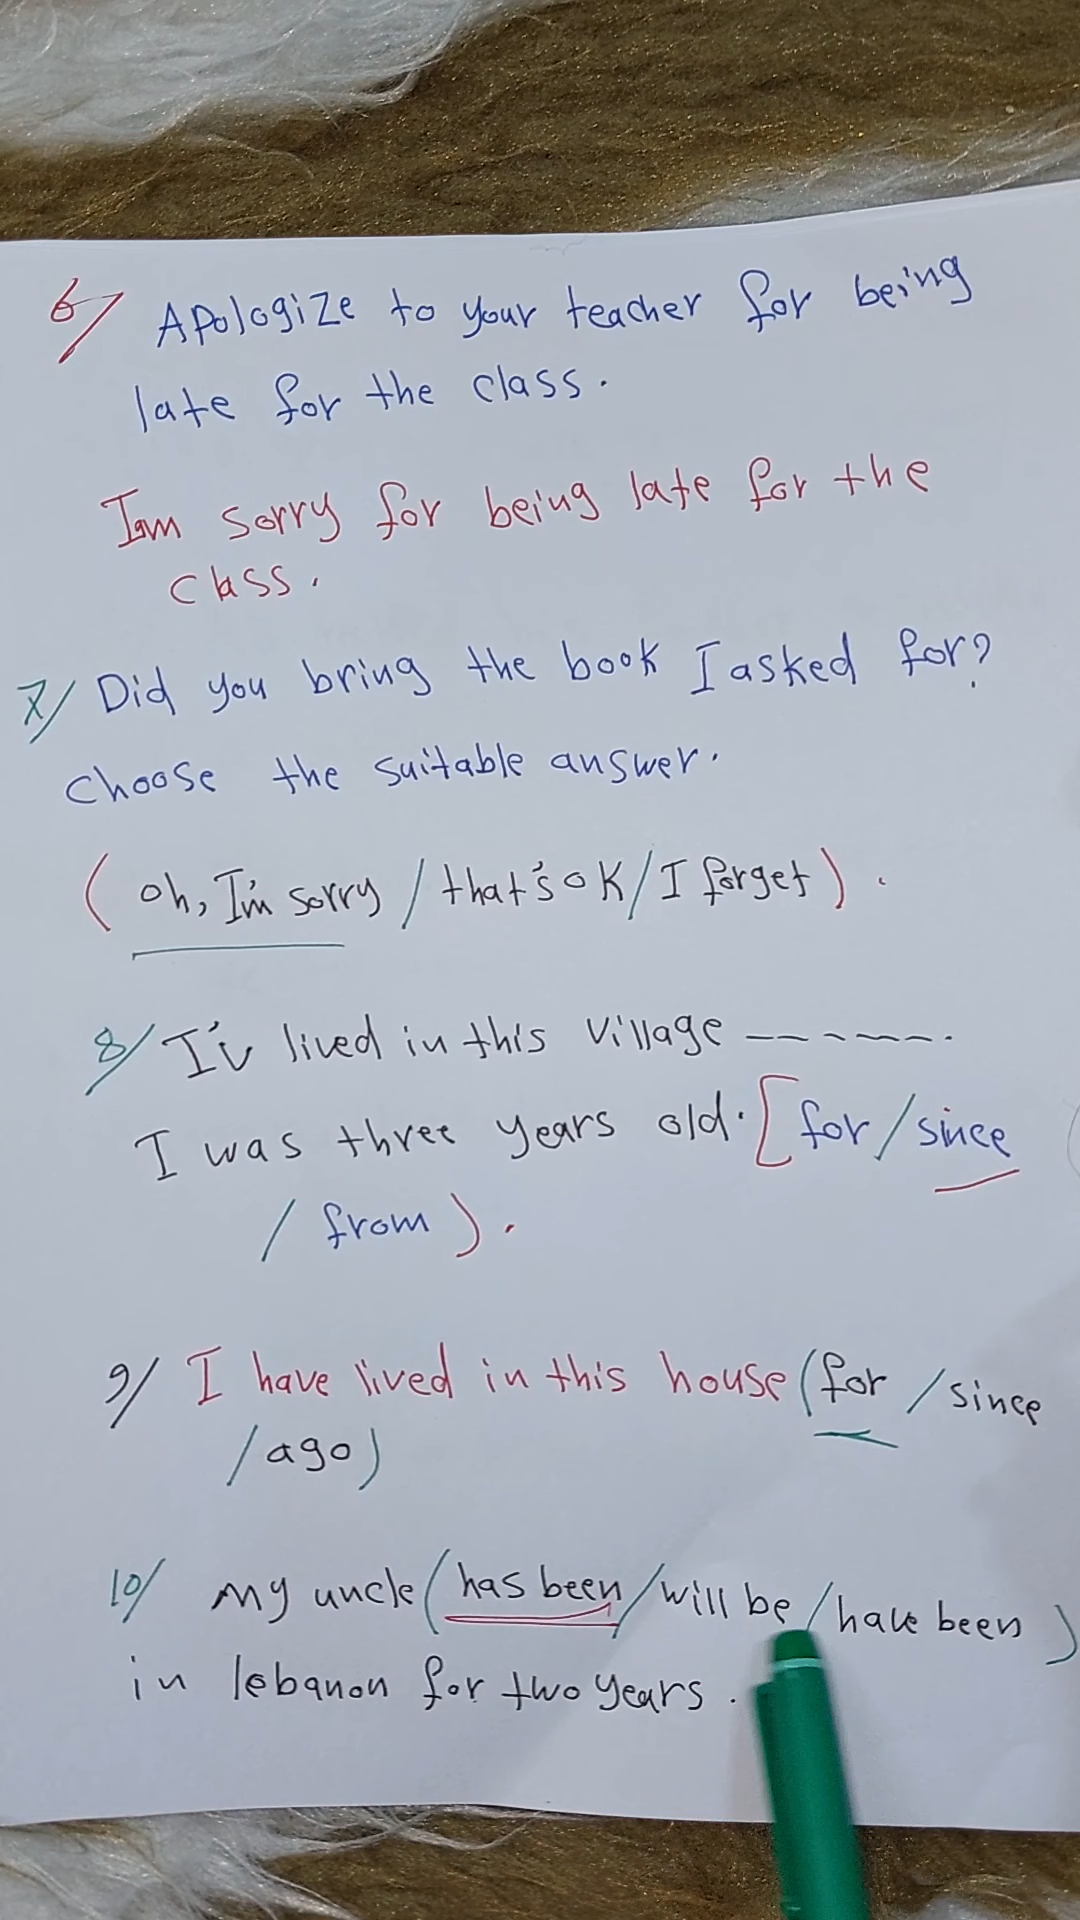 6/ Apologize to your teacher for being
late for the class.
Iam sorry for being late for the
class.
7/ Did you bring the book I asked for?
choose the suitable answer.
(oh, I'm sorry / that's ok / I forget).
8/ I'v lived in this village -------.
I was three years old. [for / since
/ from).
9/ I have lived in this house (for / since
/ ago)
10/ my uncle (has been / will be / have been)
in lebanon for two years.